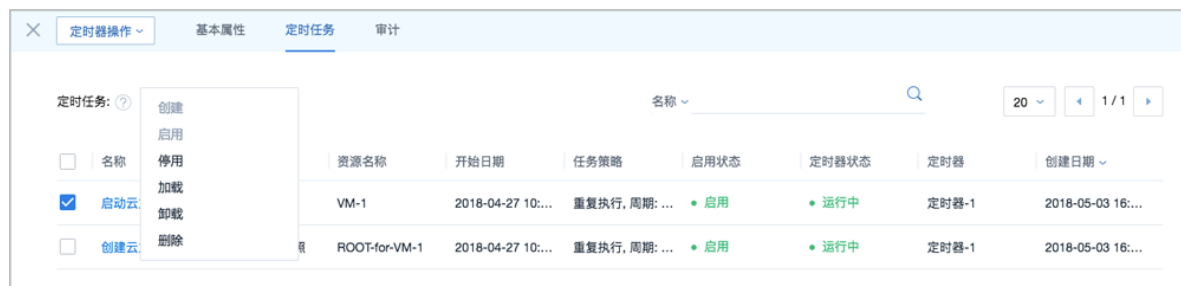 定时器操作 基本属性 定时任务 审计
定时任务: ? 名称 20 1 / 1
创建
启用
停用
加载
卸载
删除
名称 资源名称 开始日期 任务策略 启用状态 定时器状态 定时器 创建日期
启动云 VM-1 2018-04-27 10:... 重复执行, 周期: ... 启用 运行中 定时器-1 2018-05-03 16:...
创建云 照 ROOT-for-VM-1 2018-04-27 10:... 重复执行, 周期: ... 启用 运行中 定时器-1 2018-05-03 16:...